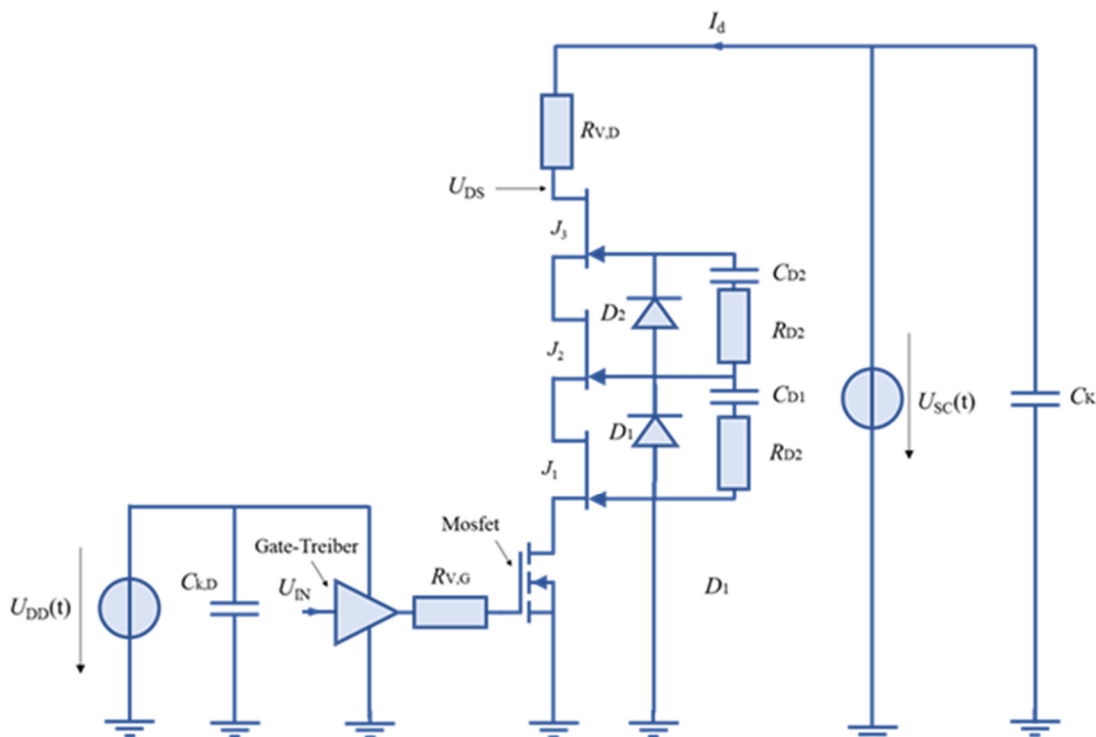 Id
RV,D
UDS
J3
CD2
D2
RD2
J2
CD1
USC(t)
CK
D1
RD2
J1
Mosfet
Gate-Treiber
Ck,D
UIN
RV,G
D1
UDD(t)